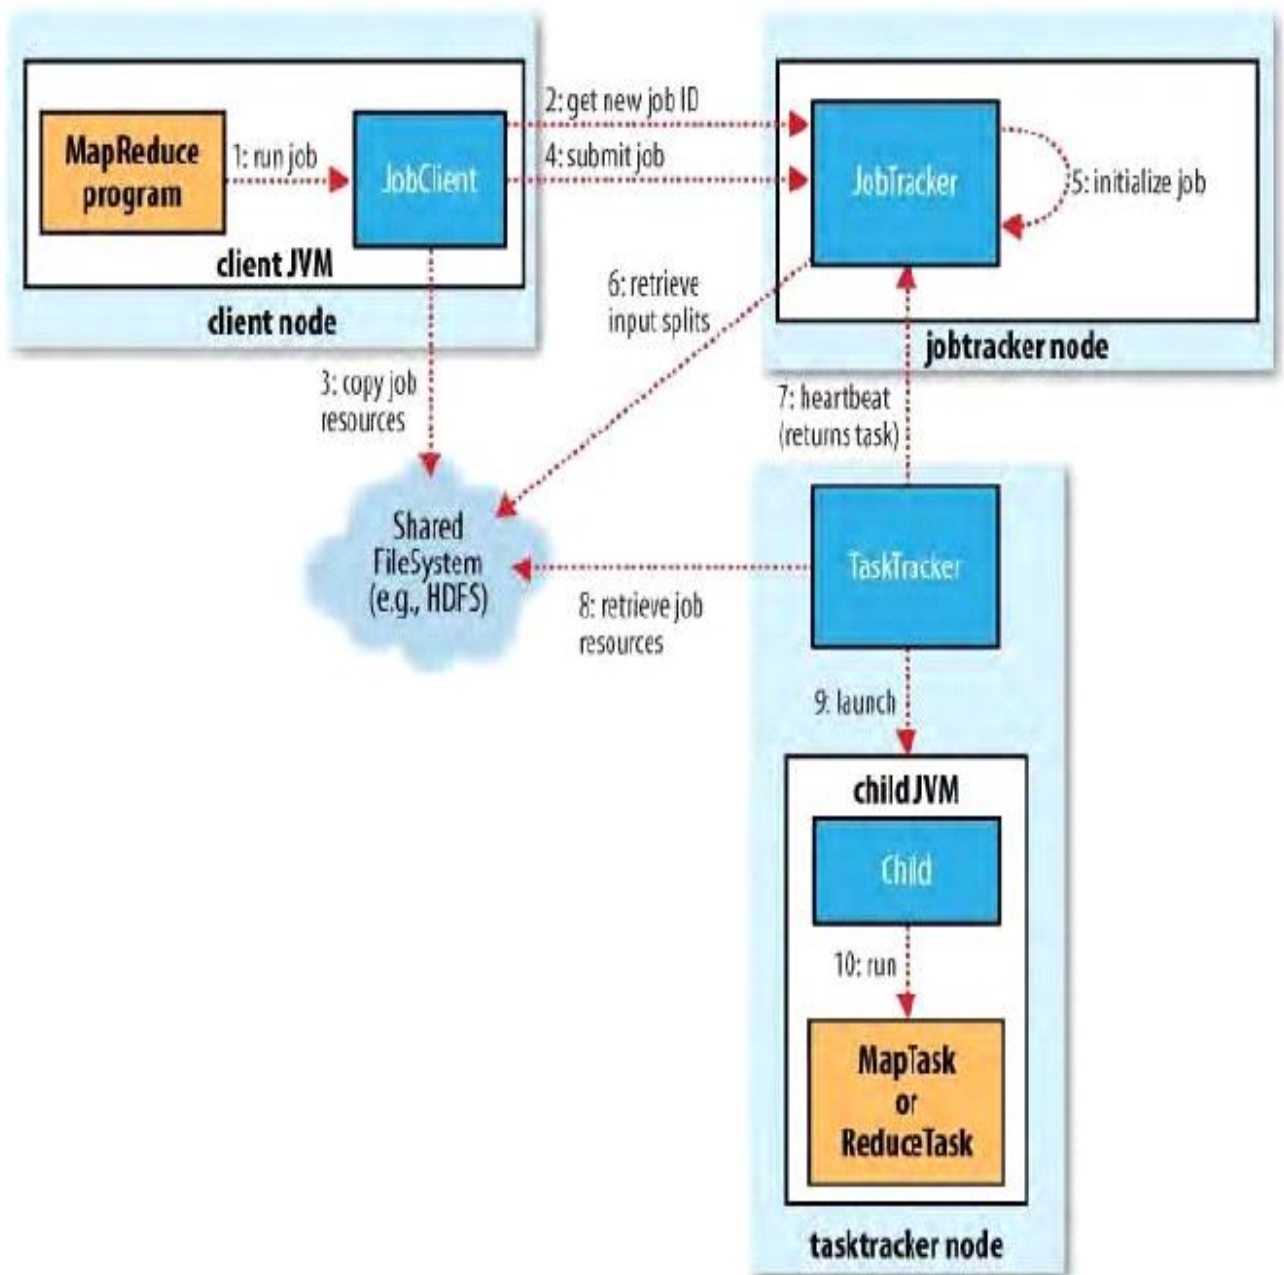 MapReduce
program
1: run job
JobClient
client JVM
client node
2: get new job ID
4: submit job
JobTracker
5: initialize job
jobtracker node
6: retrieve
input splits
3: copy job
resources
7: heartbeat
(returns task)
Shared
FileSystem
(e.g., HDFS)
TaskTracker
8: retrieve job
resources
9: launch
child JVM
Child
10: run
MapTask
or
ReduceTask
tasktracker node